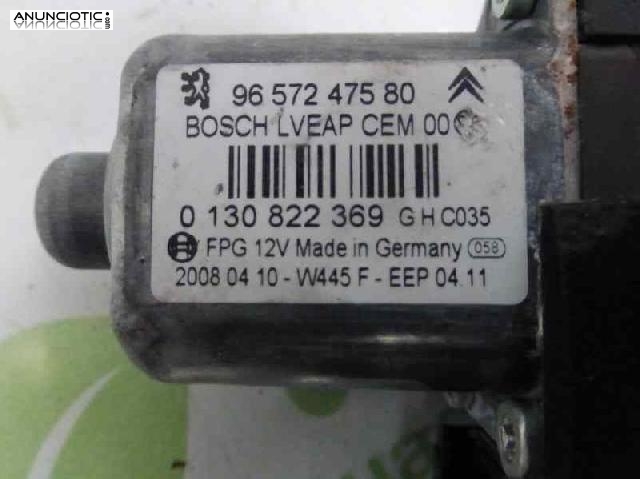 ANUNCIOTIC.COM
96 572 475 80
BOSCH LVEAP CEM 00
0 130 822 369 G H C035
FPG 12V Made in Germany 058
2008 04 10 - W445 F - EEP 04.11